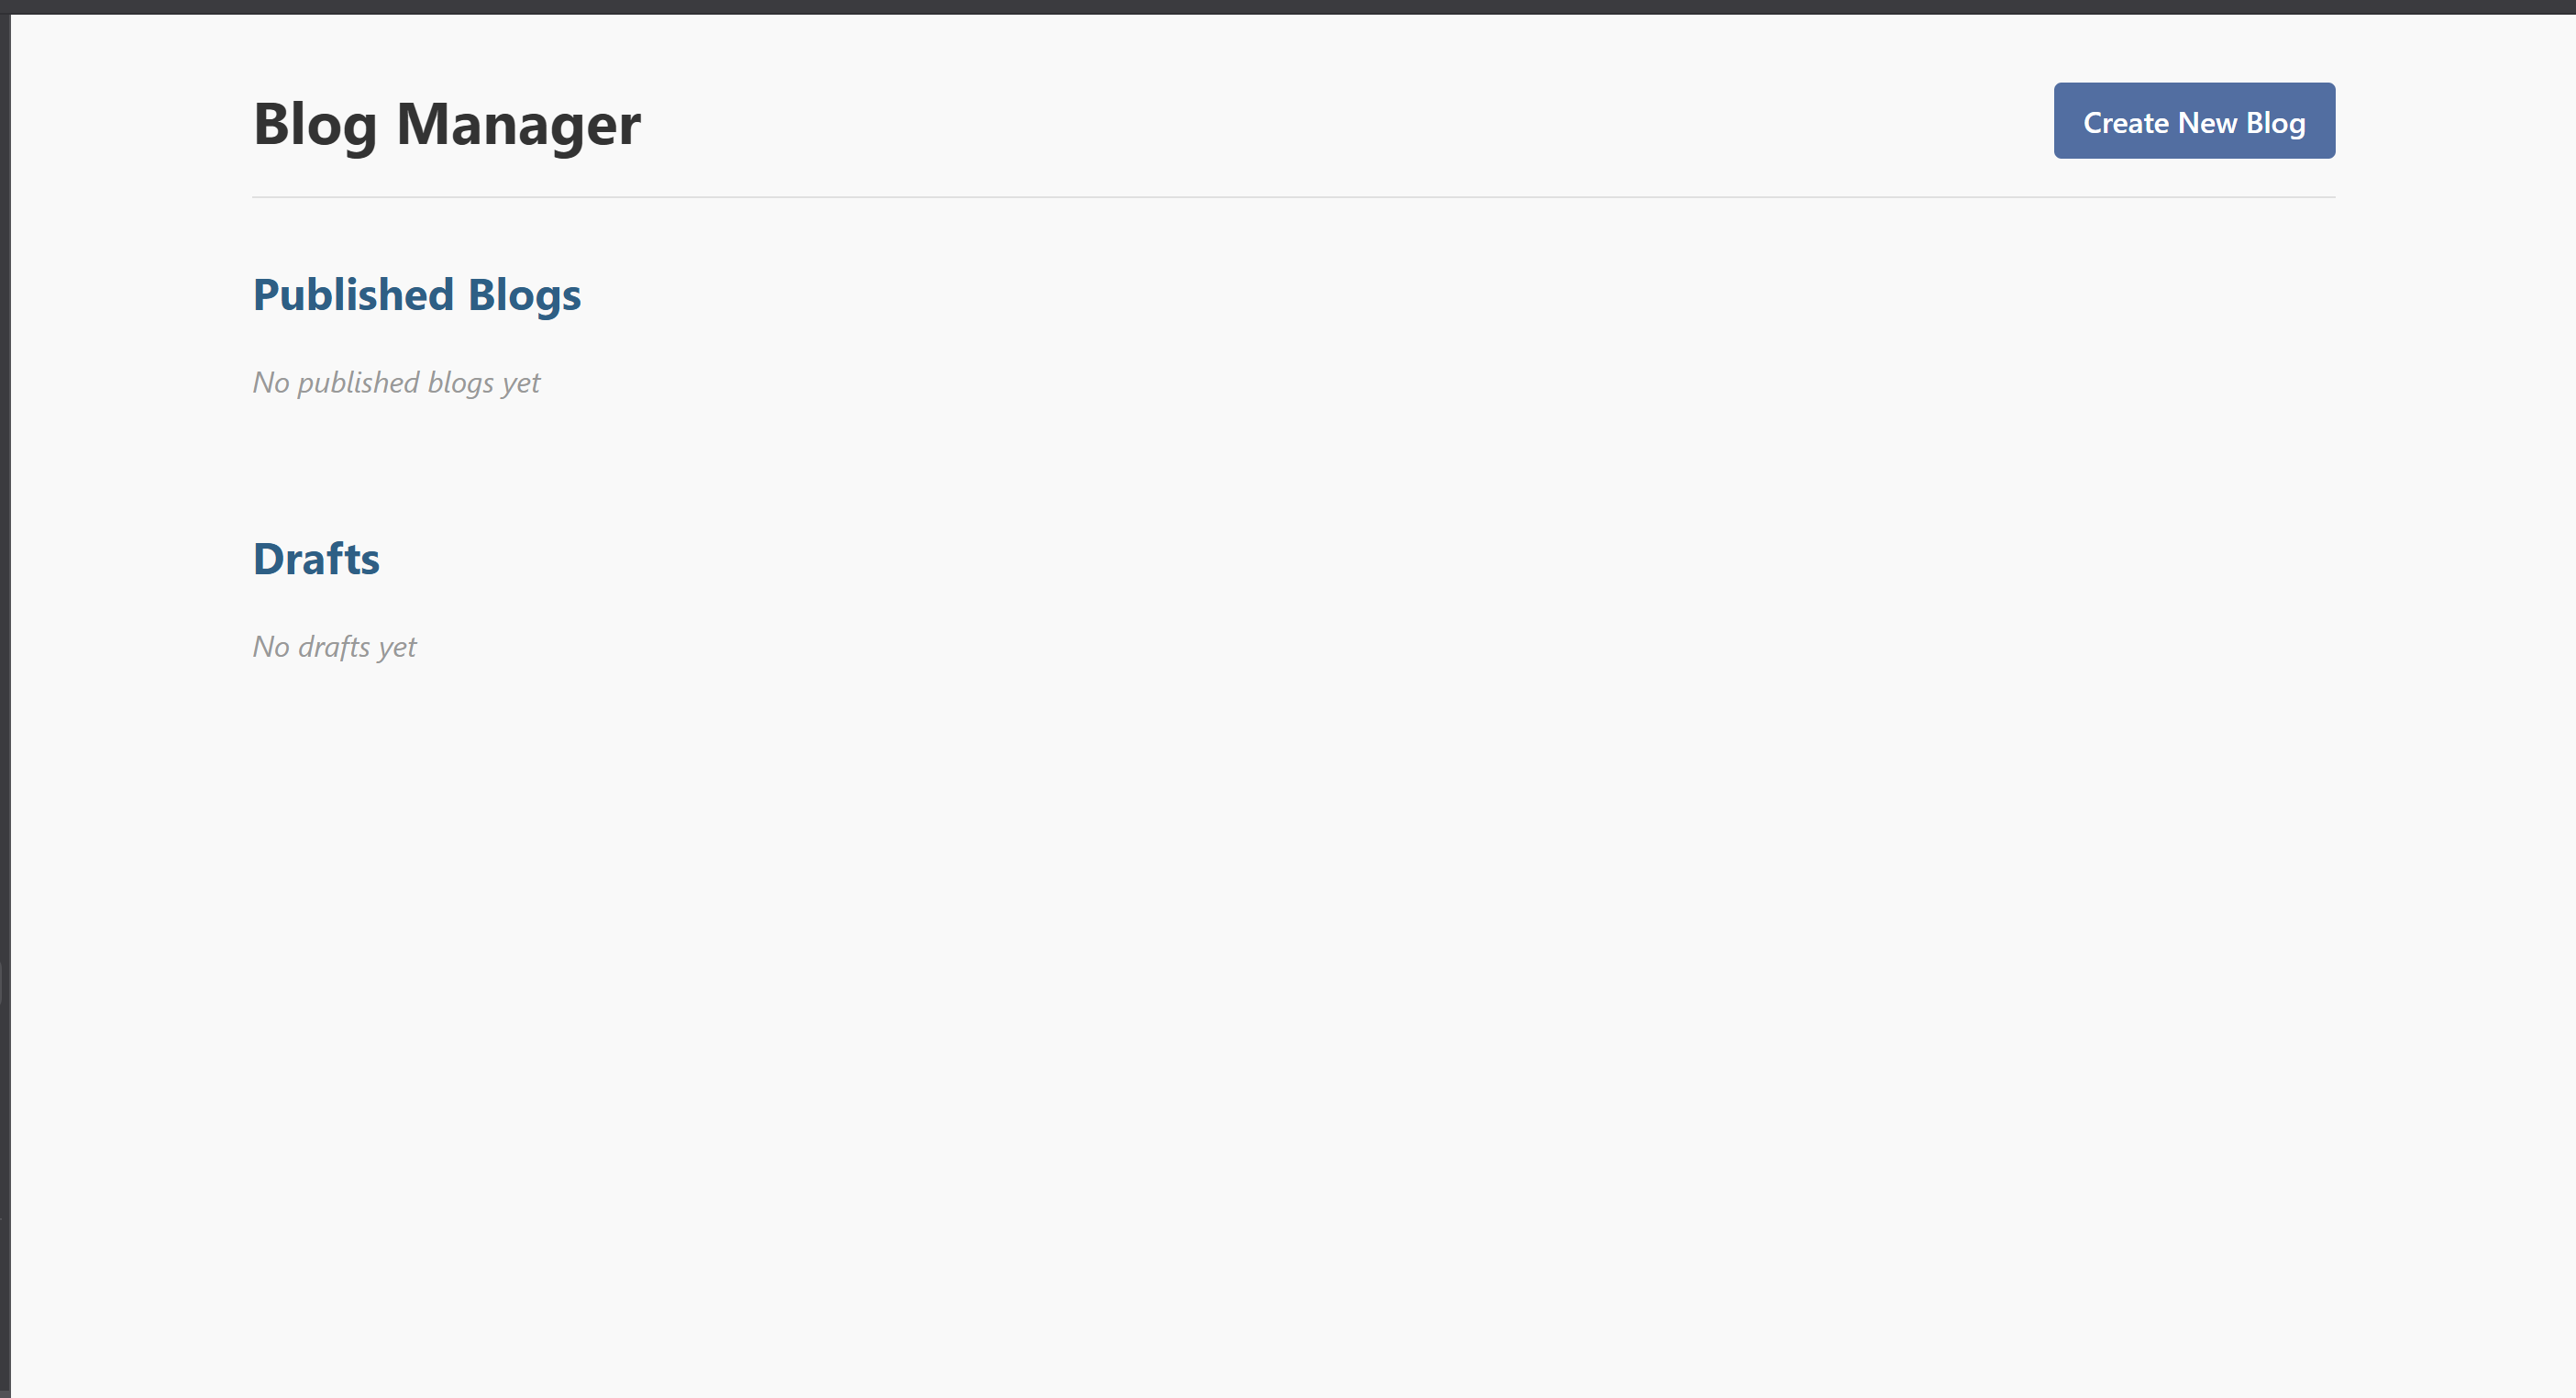 Blog Manager
Create New Blog
Published Blogs
No published blogs yet
Drafts
No drafts yet